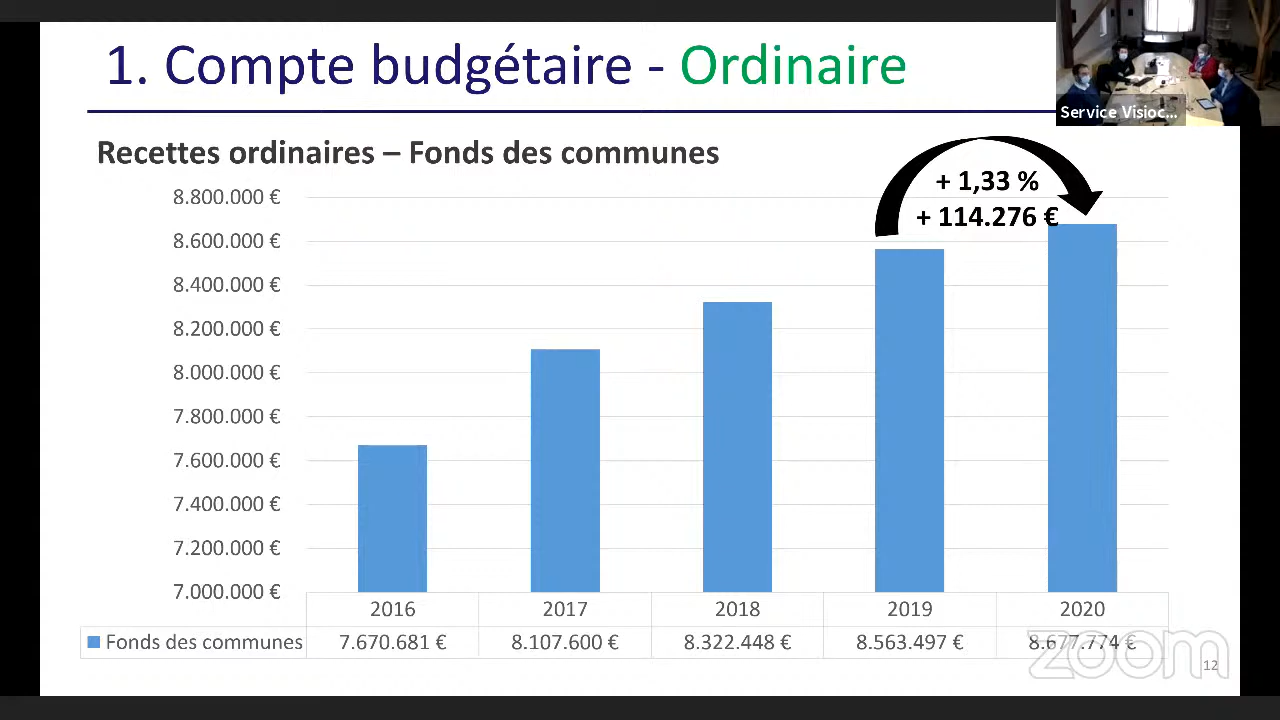 1. Compte budgétaire - Ordinaire
Service Visioc...
Recettes ordinaires – Fonds des communes
+ 1,33 %
+ 114.276 €
8.800.000 €
8.600.000 €
8.400.000 €
8.200.000 €
8.000.000 €
7.800.000 €
7.600.000 €
7.400.000 €
7.200.000 €
7.000.000 €
2016 2017 2018 2019 2020
Fonds des communes 7.670.681 € 8.107.600 € 8.322.448 € 8.563.497 € 8.677.774 €
zoom
12